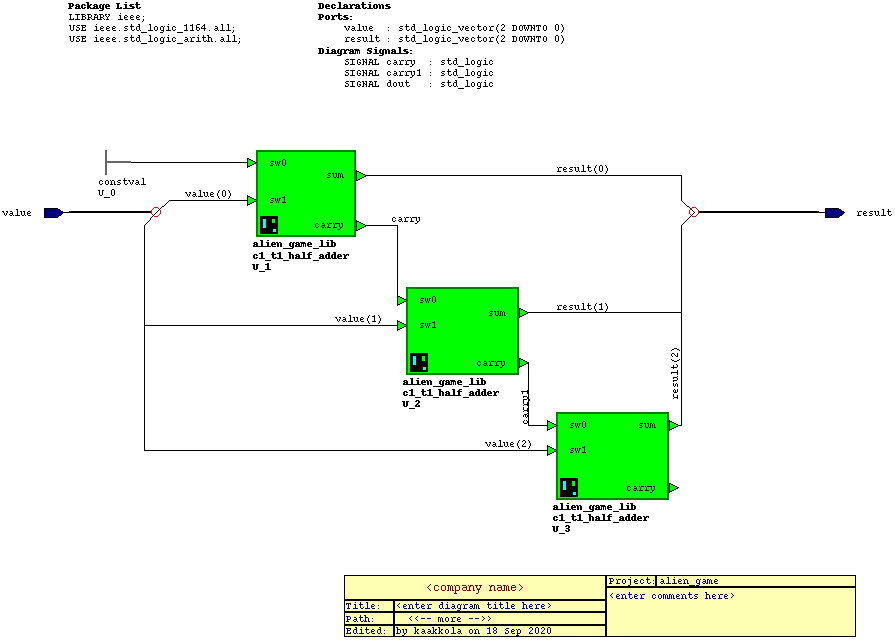 Package List
LIBRARY ieee;
USE ieee.std_logic_1164.all;
USE ieee.std_logic_arith.all;
Declarations
Ports:
value : std_logic_vector(2 DOWNTO 0)
result : std_logic_vector(2 DOWNTO 0)
Diagram Signals:
SIGNAL carry : std_logic
SIGNAL carry1 : std_logic
SIGNAL dout : std_logic
constval
U_0
value
value(0)
sw0
sw1
sum
carry
alien_game_lib
c1_t1_half_adder
U_1
result(0)
carry
result
value(1)
sw0
sw1
sum
carry
alien_game_lib
c1_t1_half_adder
U_2
result(1)
carry1
result(2)
value(2)
sw0
sw1
sum
carry
alien_game_lib
c1_t1_half_adder
U_3
<company name>
Title: <enter diagram title here>
Path: <<-- more -->>
Edited: by kaakkola on 18 Sep 2020
Project: alien_game
<enter comments here>